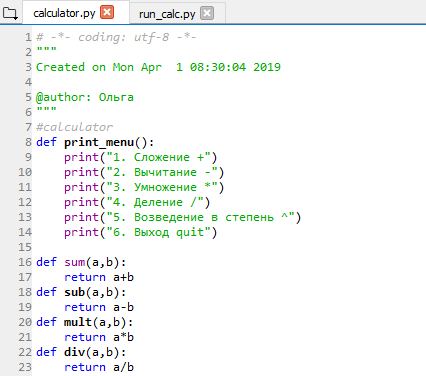 calculator.py run_calc.py
1 # -*- coding: utf-8 -*-
2 """
3 Created on Mon Apr  1 08:30:04 2019
4
5 @author: Ольга
6 """
7 #calculator
8 def print_menu():
9     print("1. Сложение +")
10     print("2. Вычитание -")
11     print("3. Умножение *")
12     print("4. Деление /")
13     print("5. Возведение в степень ^")
14     print("6. Выход quit")
15
16 def sum(a,b):
17     return a+b
18 def sub(a,b):
19     return a-b
20 def mult(a,b):
21     return a*b
22 def div(a,b):
23     return a/b